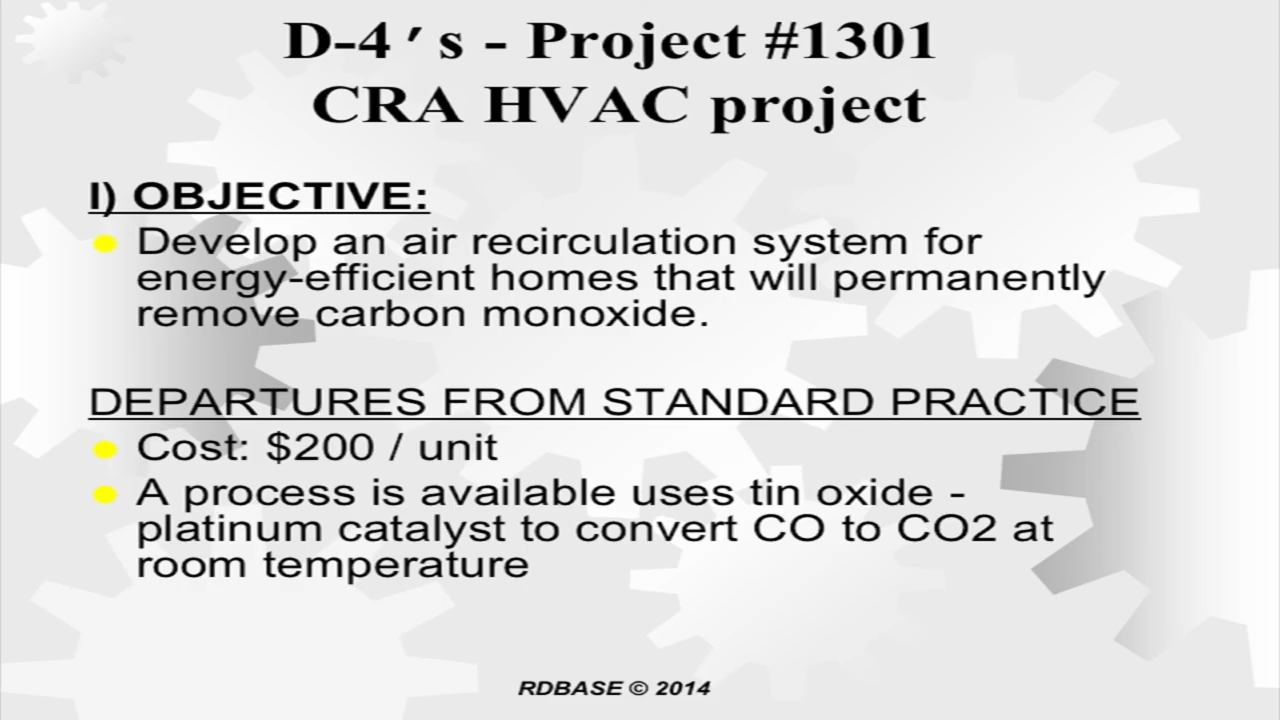 D-4's - Project #1301
CRA HVAC project
I) OBJECTIVE:
Develop an air recirculation system for
energy-efficient homes that will permanently
remove carbon monoxide.
DEPARTURES FROM STANDARD PRACTICE
Cost: $200 / unit
A process is available uses tin oxide -
platinum catalyst to convert CO to CO2 at
room temperature
RDBASE © 2014